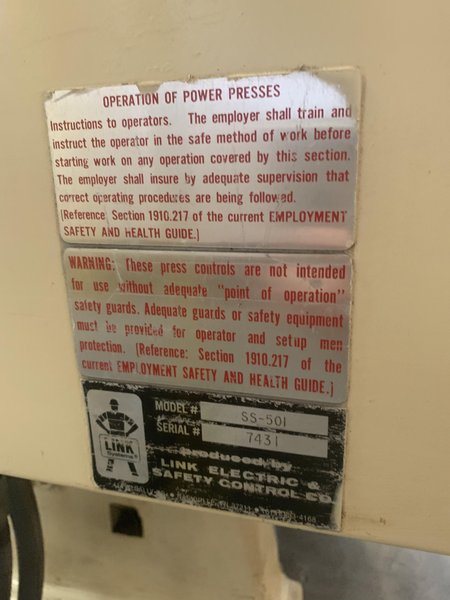 OPERATION OF POWER PRESSES
Instructions to operators. The employer shall train and
instruct the operator in the safe method of work before
starting work on any operation covered by this section.
The employer shall insure by adequate supervision that
correct operating procedures are being followed.
(Reference: Section 1910.217 of the current EMPLOYMENT
SAFETY AND HEALTH GUIDE.)
WARNING: These press controls are not intended
for use without adequate "point of operation"
safety guards. Adequate guards or safety equipment
must be provided for operator and setup men
protection. (Reference: Section 1910.217 of the
current EMPLOYMENT SAFETY AND HEALTH GUIDE.)
MODEL # SS-501
SERIAL # 7431
LINK
Systems®
produced by
LINK ELECTRIC &
SAFETY CONTROL CO.